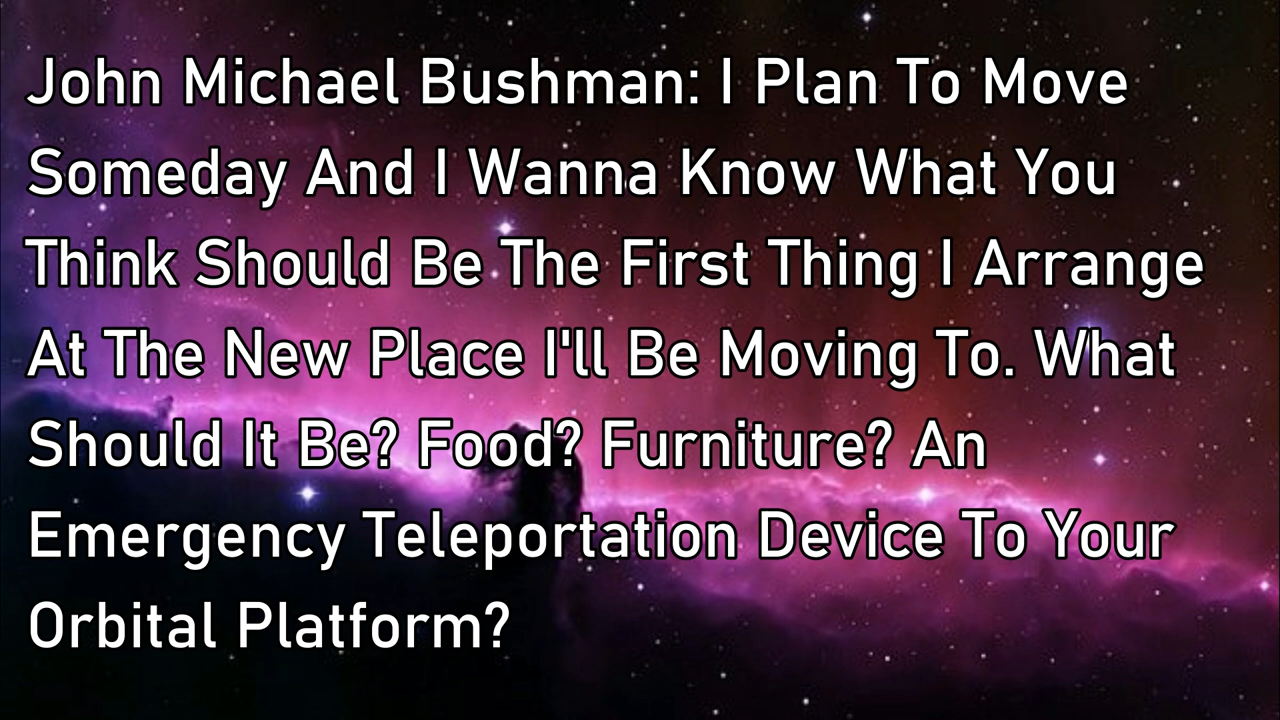 John Michael Bushman: I Plan To Move
Someday And I Wanna Know What You
Think Should Be The First Thing I Arrange
At The New Place I'll Be Moving To. What
Should It Be? Food? Furniture? An
Emergency Teleportation Device To Your
Orbital Platform?